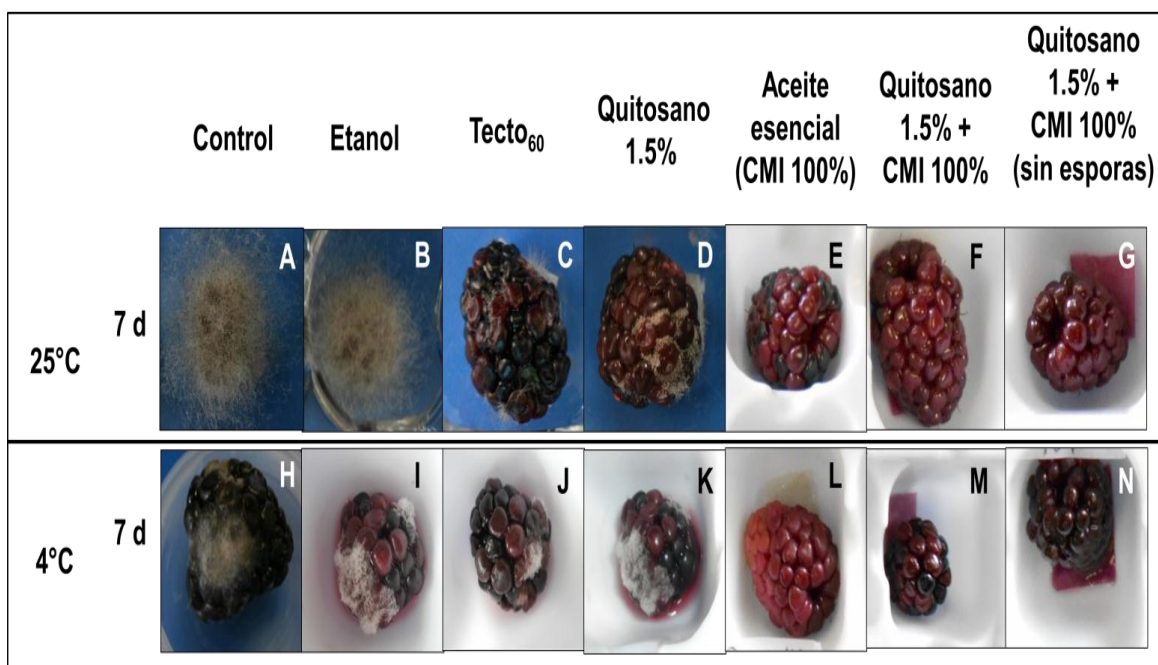 Control
Etanol
Tecto60
Quitosano
1.5%
Aceite
esencial
(CMI 100%)
Quitosano
1.5% +
CMI 100%
Quitosano
1.5% +
CMI 100%
(sin esporas)
25°C
7 d
A
B
C
D
E
F
G
4°C
7 d
H
I
J
K
L
M
N